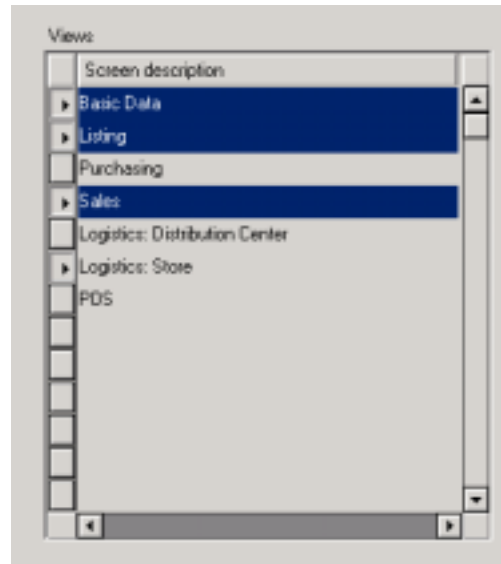 Views
Screen description
Basic Data
Listing
Purchasing
Sales
Logistics: Distribution Center
Logistics: Store
POS